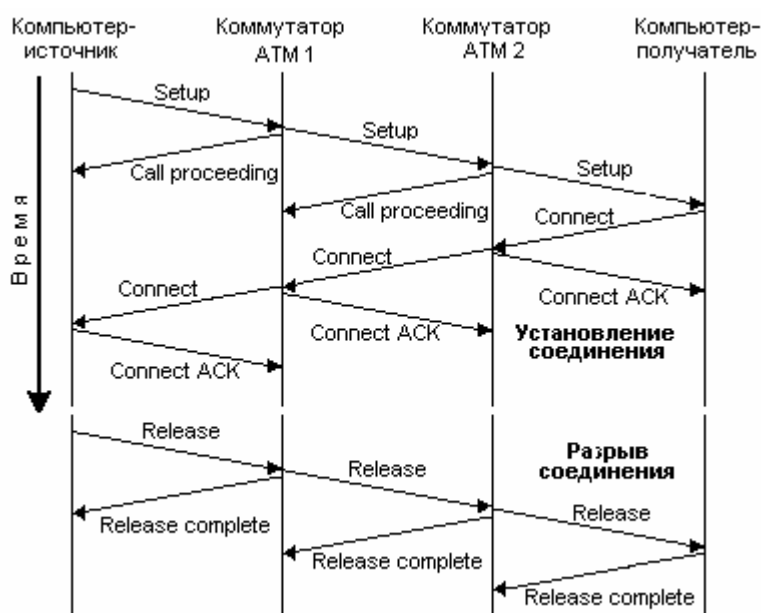 Компьютер-
источник
Коммутатор
АТМ 1
Коммутатор
АТМ 2
Компьютер-
получатель
Время
Setup
Setup
Call proceeding
Setup
Call proceeding
Connect
Connect
Connect
Connect ACK
Connect ACK
Установление
соединения
Connect ACK
Release
Release
Разрыв
соединения
Release complete
Release
Release complete
Release complete